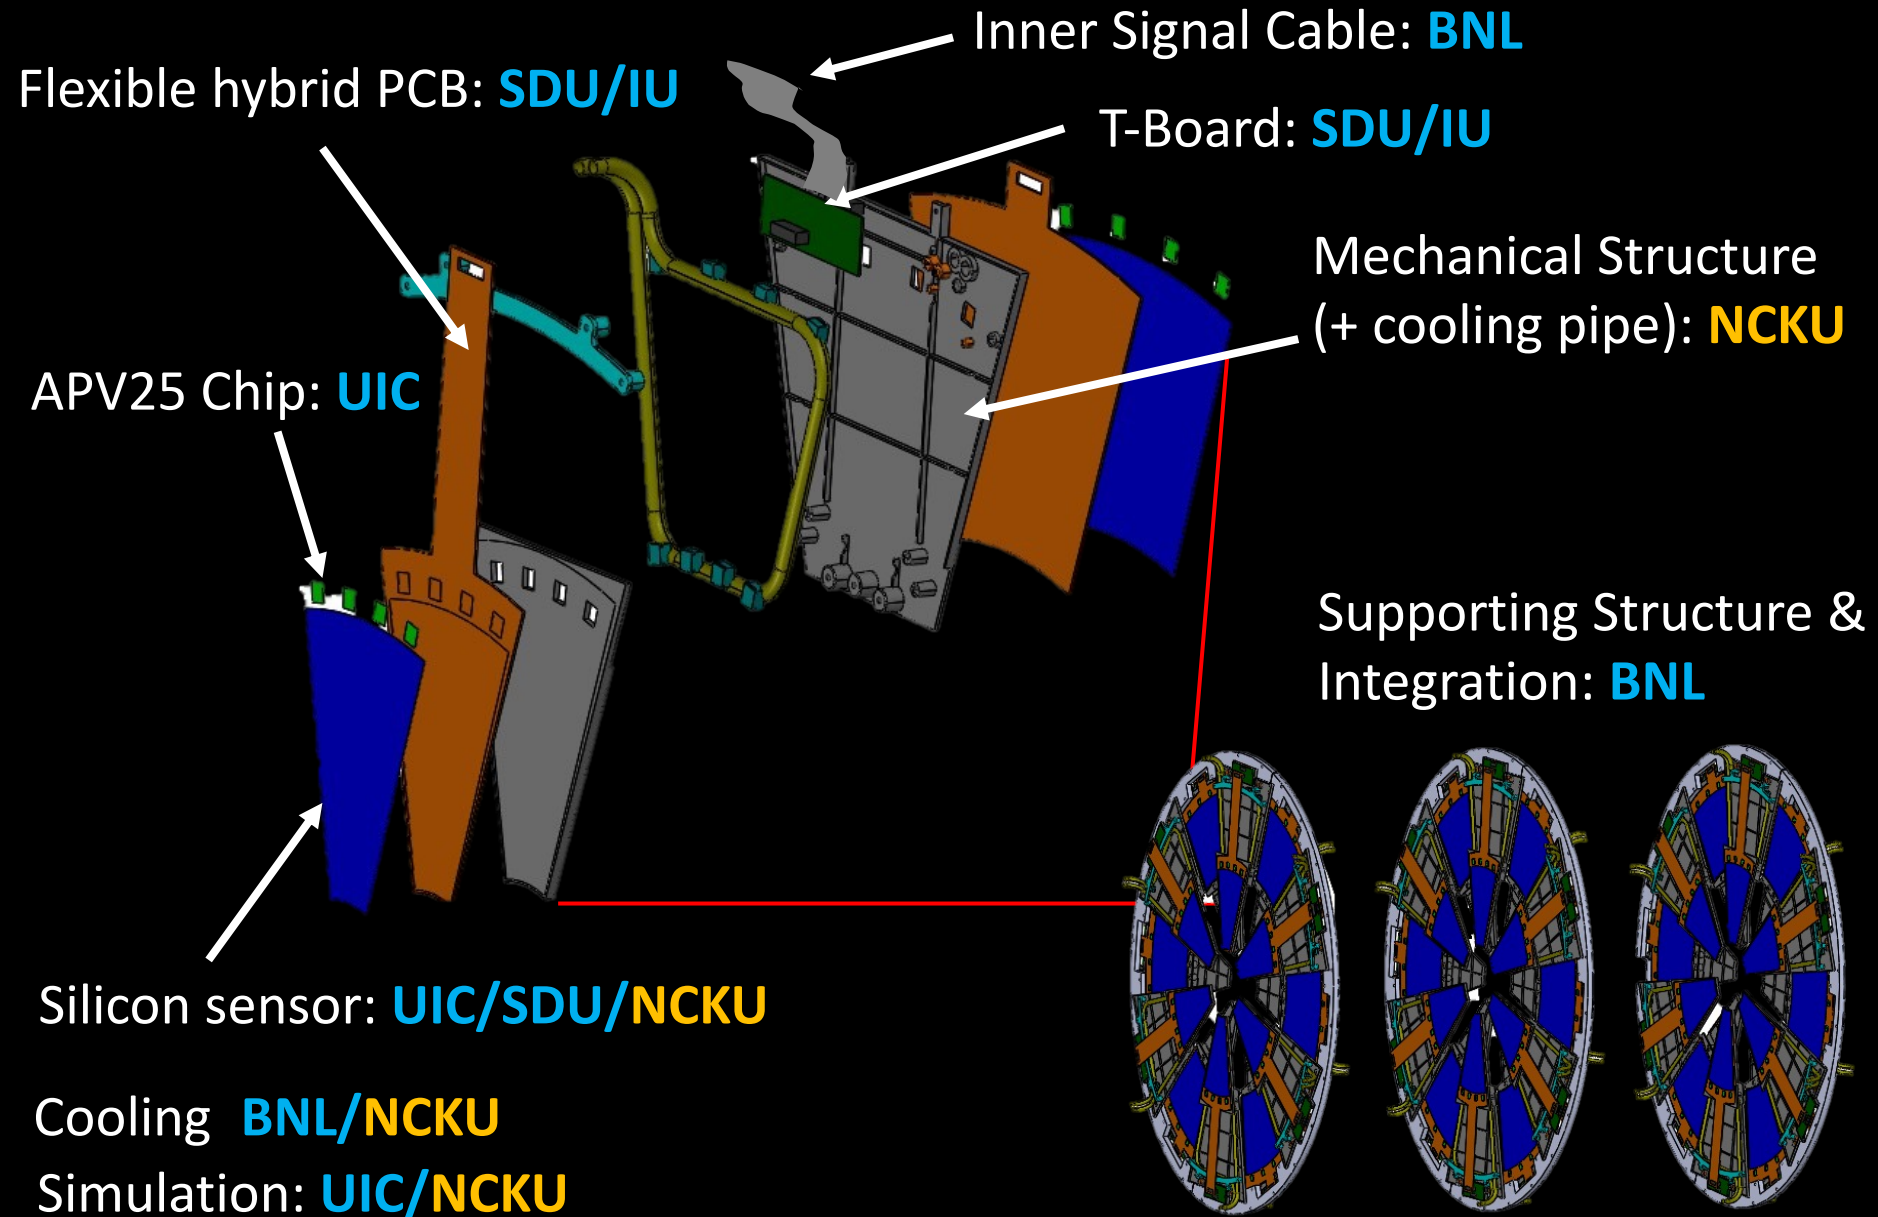 Inner Signal Cable: BNL
Flexible hybrid PCB: SDU/IU
T-Board: SDU/IU
Mechanical Structure
(+ cooling pipe): NCKU
APV25 Chip: UIC
Supporting Structure &
Integration: BNL
Silicon sensor: UIC/SDU/NCKU
Cooling BNL/NCKU
Simulation: UIC/NCKU